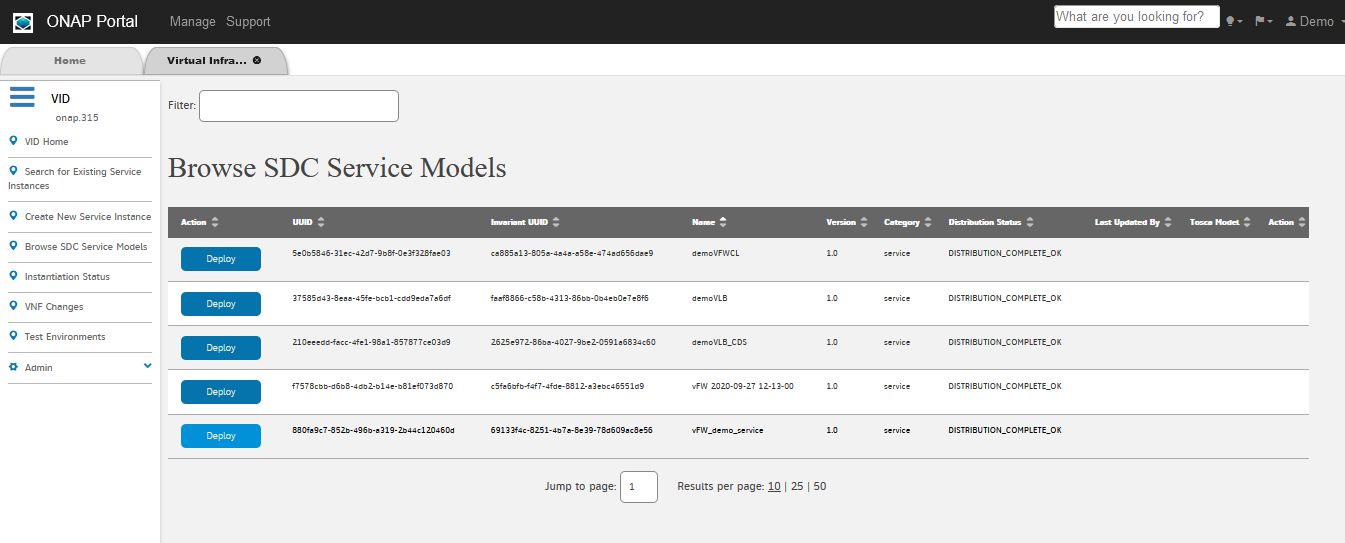 ONAP Portal Manage Support What are you looking for? Demo
Home Virtual Infra...
VID
onap.315
VID Home
Search for Existing Service
Instances
Create New Service Instance
Browse SDC Service Models
Instantiation Status
VNF Changes
Test Environments
Admin
Filter:
Browse SDC Service Models
Action UUID Invariant UUID Name Version Category Distribution Status Last Updated By Tosca Model Action
Deploy 5e0b5846-31ec-42d7-9b8f-0e3f328fae03 ca885a13-805a-4a4a-a58e-474ad656dae9 demoVFWCL 1.0 service DISTRIBUTION_COMPLETE_OK
Deploy 37585d43-8eaa-45fe-bcb1-cdd9eda7a6df faaf8866-c58b-4313-86bb-0b4eb0e7e8f6 demoVLB 1.0 service DISTRIBUTION_COMPLETE_OK
Deploy 210eeedd-facc-4fe1-98a1-857877ce03d9 2625e972-86ba-4027-9be2-0591a6834c60 demoVLB_CDS 1.0 service DISTRIBUTION_COMPLETE_OK
Deploy f7578cbb-d6b8-4db2-b14e-b81ef073d870 c5fa6bfb-f4f7-4fde-8812-a3ebc46551d9 vFW 2020-09-27 12-13-00 1.0 service DISTRIBUTION_COMPLETE_OK
Deploy 880fa9c7-852b-496b-a319-2b44c120460d 69133f4c-8251-4b7a-8e39-78d609ac8e56 vFW_demo_service 1.0 service DISTRIBUTION_COMPLETE_OK
Jump to page: 1 Results per page: 10 | 25 | 50